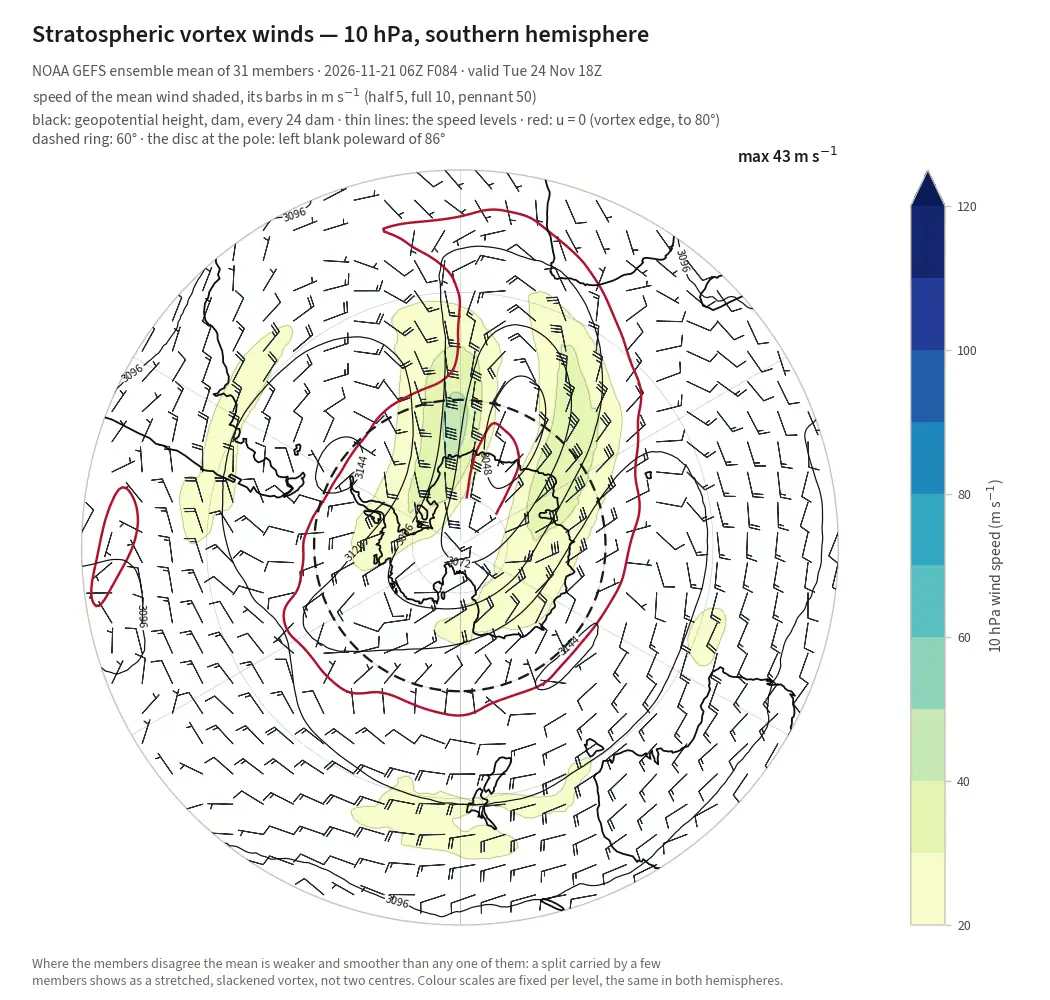 Stratospheric vortex winds — 10 hPa, southern hemisphere
NOAA GEFS ensemble mean of 31 members · 2026-11-21 06Z F084 · valid Tue 24 Nov 18Z
speed of the mean wind shaded, its barbs in m s⁻¹ (half 5, full 10, pennant 50)
black: geopotential height, dam, every 24 dam · thin lines: the speed levels · red: u = 0 (vortex edge, to 80°)
dashed ring: 60° · the disc at the pole: left blank poleward of 86°
max 43 m s⁻¹
3096
3096
3096
3144
3048
3096
3120
3072
3096
3144
3096
120
100
80
60
40
20
10 hPa wind speed (m s⁻¹)
Where the members disagree the mean is weaker and smoother than any one of them: a split carried by a few
members shows as a stretched, slackened vortex, not two centres. Colour scales are fixed per level, the same in both hemispheres.